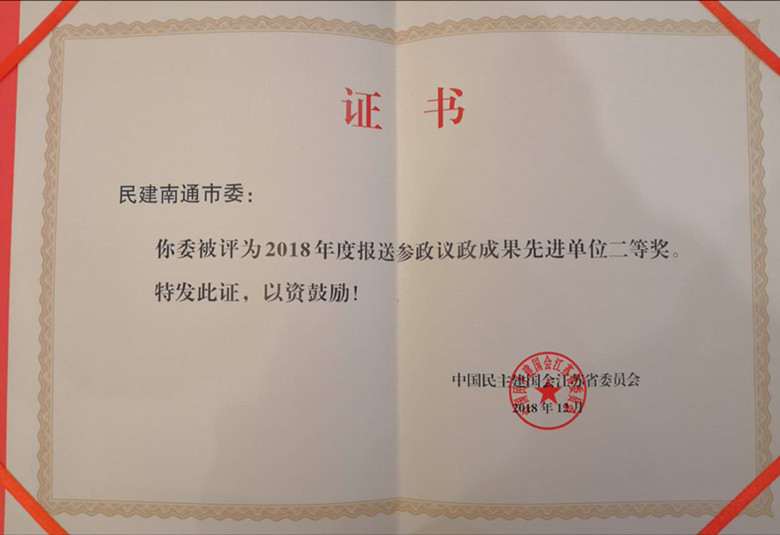 证书
民建南通市委：
你委被评为2018年度报送参政议政成果先进单位二等奖。
特发此证，以资鼓励！
中国民主建国会江苏省委员会
2018年12月